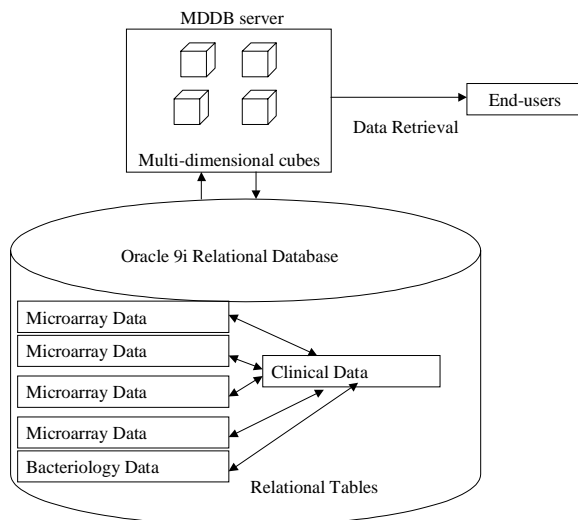 MDDB server
End-users
Data Retrieval
Multi-dimensional cubes
Oracle 9i Relational Database
Microarray Data
Microarray Data
Clinical Data
Microarray Data
Microarray Data
Bacteriology Data
Relational Tables